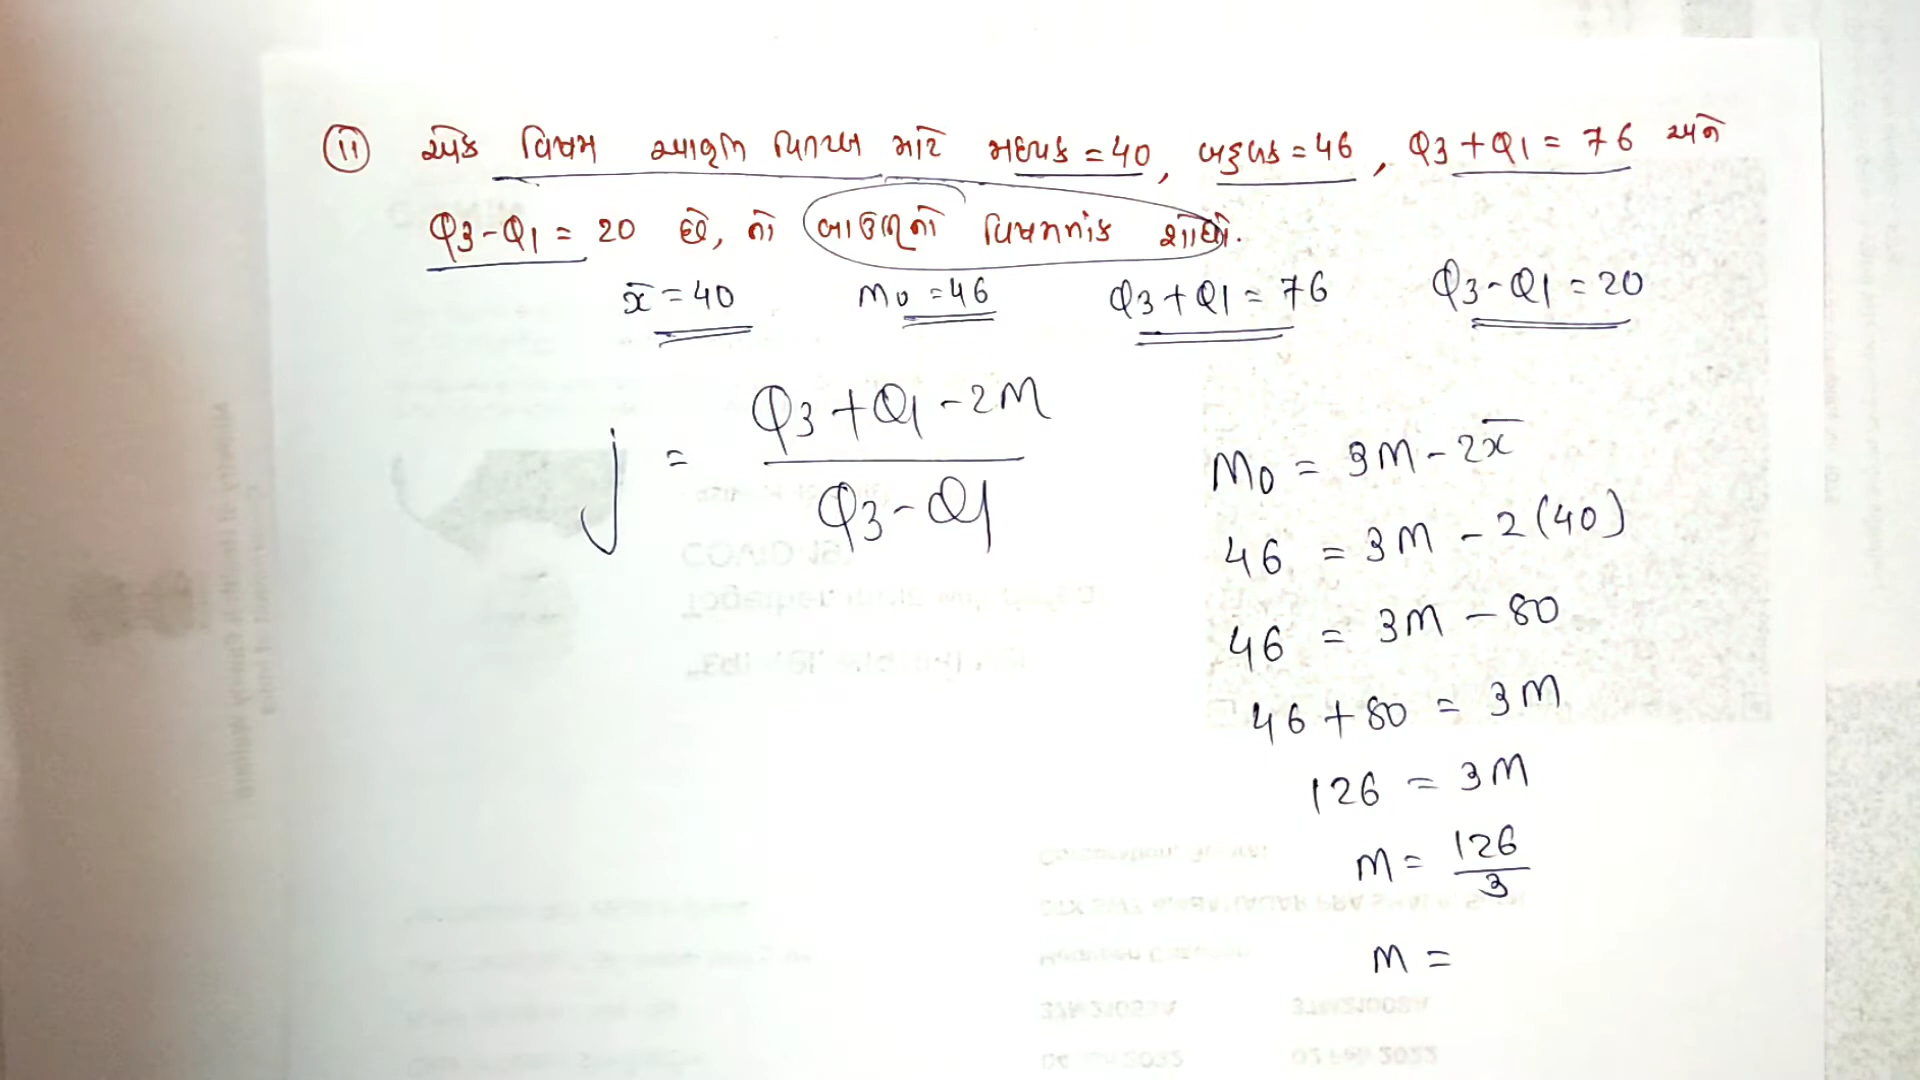 (11) એક વિષમ આવૃત્તિ વિતરણ માટે મધ્યક = 40, બહુલક = 46, Q3 + Q1 = 76 અને
Q3 - Q1 = 20 છે, તો બાઉલીનો વિષમતાંક શોધો.
x̄ = 40 M0 = 46 Q3 + Q1 = 76 Q3 - Q1 = 20
j = (Q3 + Q1 - 2M) / (Q3 - Q1)
M0 = 3M - 2x̄
46 = 3M - 2(40)
46 = 3M - 80
46 + 80 = 3M
126 = 3M
M = 126 / 3
M =